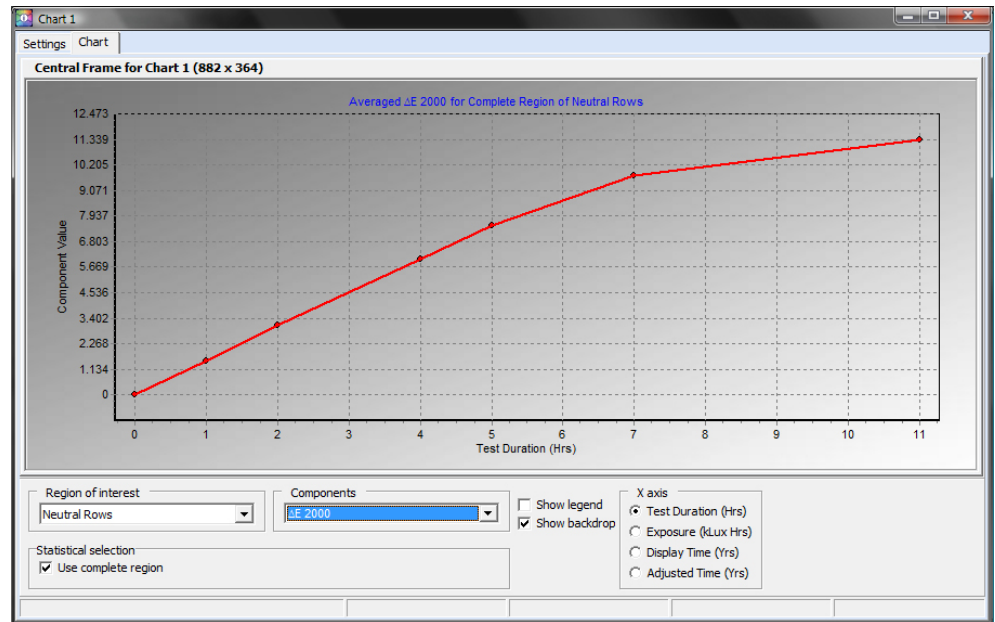 Chart 1
Settings Chart
Central Frame for Chart 1 (882 x 364)
Averaged ΔE 2000 for Complete Region of Neutral Rows
12.473
11.339
10.205
9.071
7.937
6.803
5.669
4.536
3.402
2.268
1.134
0
Component Value
0 1 2 3 4 5 6 7 8 9 10 11
Test Duration (Hrs)
Region of interest
Neutral Rows
Components
ΔE 2000
Show legend
Show backdrop
X axis
Test Duration (Hrs)
Exposure (kLux Hrs)
Display Time (Yrs)
Adjusted Time (Yrs)
Statistical selection
Use complete region